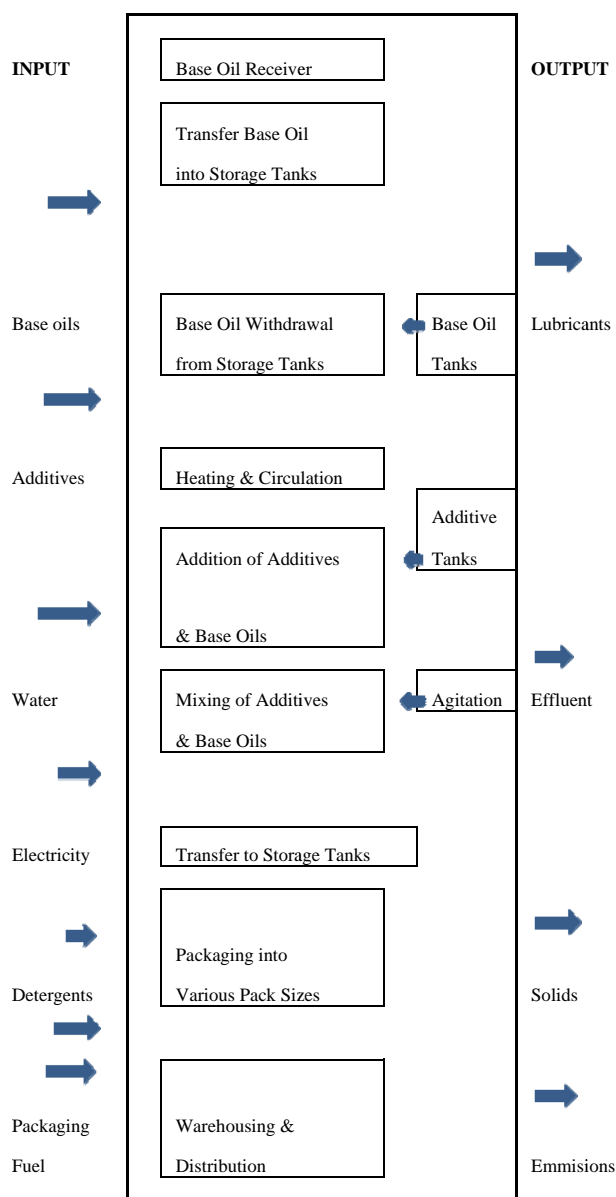 INPUT
Base Oil Receiver
OUTPUT
Transfer Base Oil
into Storage Tanks
Base oils
Base Oil Withdrawal
from Storage Tanks
Base Oil
Tanks
Lubricants
Additives
Heating & Circulation
Additive
Tanks
Addition of Additives
& Base Oils
Water
Mixing of Additives
& Base Oils
Agitation
Effluent
Electricity
Transfer to Storage Tanks
Packaging into
Various Pack Sizes
Detergents
Solids
Packaging
Fuel
Warehousing &
Distribution
Emmisions